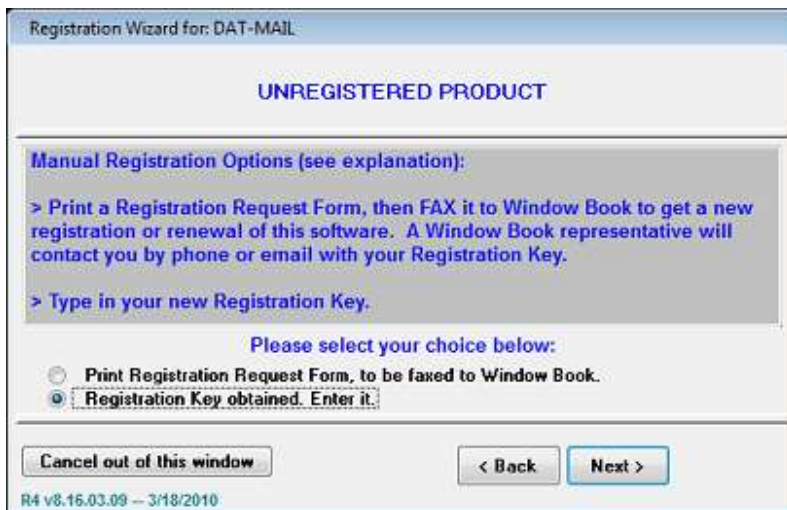 Registration Wizard for: DAT-MAIL
UNREGISTERED PRODUCT
Manual Registration Options (see explanation):
> Print a Registration Request Form, then FAX it to Window Book to get a new
registration or renewal of this software. A Window Book representative will
contact you by phone or email with your Registration Key.
> Type in your new Registration Key.
Please select your choice below:
Print Registration Request Form, to be faxed to Window Book.
Registration Key obtained. Enter it.
Cancel out of this window
< Back
Next >
R4 v8.16.03.09 -- 3/18/2010